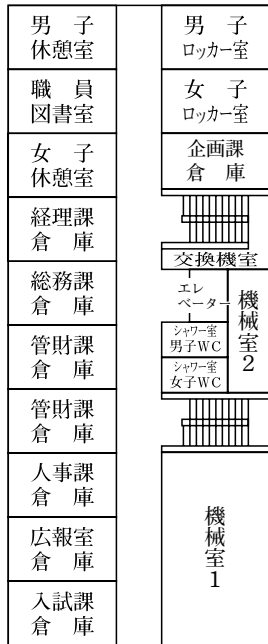 男子
休憩室
職員
図書室
女子
休憩室
経理課
倉庫
総務課
倉庫
管財課
倉庫
管財課
倉庫
人事課
倉庫
広報室
倉庫
入試課
倉庫
男子
ロッカー室
女子
ロッカー室
企画課
倉庫
交換機室
エレ
ベーター
機械室2
シャワー室
男子WC
シャワー室
女子WC
機械室1